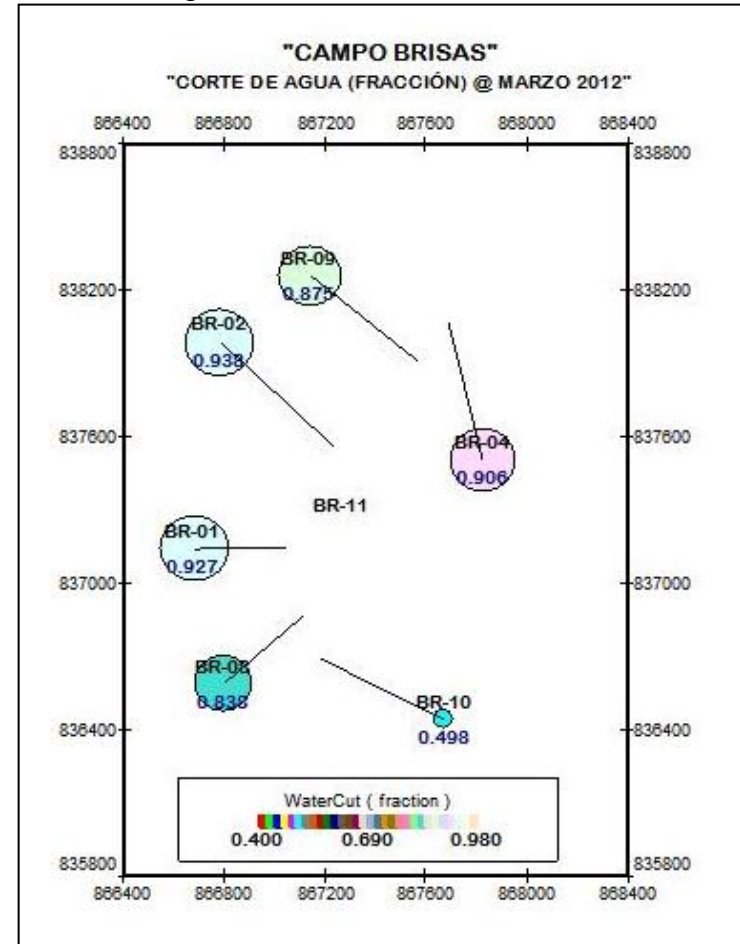 "CAMPO BRISAS"
"CORTE DE AGUA (FRACCIÓN) @ MARZO 2012"
866400 866800 867200 867600 868000 868400
838800 838800
BR-09
0.875
838200 838200
BR-02
0.938
837600 837600
BR-04
0.906
BR-11
BR-01
0.927
837000 837000
BR-08
0.838
BR-10
836400 836400
0.498
WaterCut ( fraction )
0.400 0.690 0.980
835800 835800
866400 866800 867200 867600 868000 868400